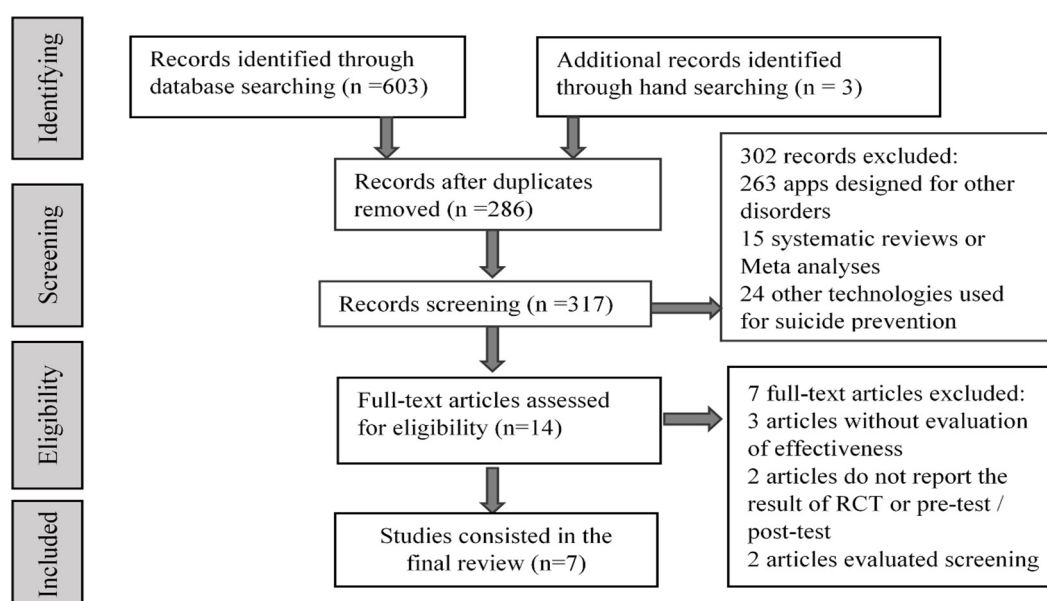 Identifying
Records identified through
database searching (n =603)
Additional records identified
through hand searching (n = 3)
Screening
Records after duplicates
removed (n =286)
Records screening (n =317)
302 records excluded:
263 apps designed for other
disorders
15 systematic reviews or
Meta analyses
24 other technologies used
for suicide prevention
Eligibility
Full-text articles assessed
for eligibility (n=14)
7 full-text articles excluded:
3 articles without evaluation
of effectiveness
2 articles do not report the
result of RCT or pre-test /
post-test
2 articles evaluated screening
Included
Studies consisted in the
final review (n=7)